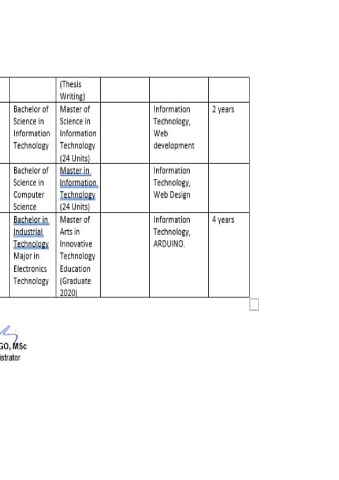 (Thesis
Writing)
Bachelor of
Science in
Information
Technology
Master of
Science in
Information
Technology
(24 Units)
Information
Technology,
Web
development
2 years
Bachelor of
Science in
Computer
Science
Master in
Information
Technology
(24 Units)
Information
Technology,
Web Design
Bachelor in
Industrial
Technology
Major in
Electronics
Technology
Master of
Arts in
Innovative
Technology
Education
(Graduate
2020)
Information
Technology,
ARDUINO.
4 years
GO, MSc
istrator